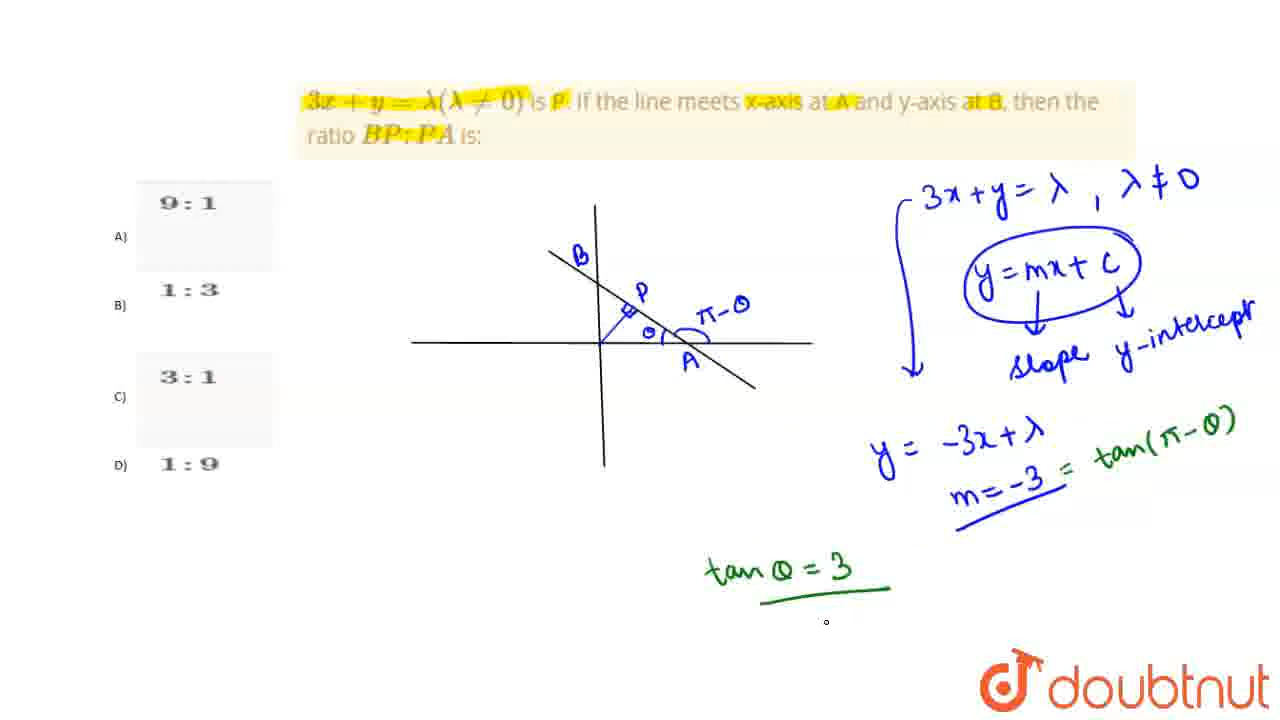 3x + y = λ(λ ≠ 0) is P. If the line meets x-axis at A and y-axis at B, then the
ratio BP : PA is:
A) 9 : 1
B) 1 : 3
C) 3 : 1
D) 1 : 9
B
P
θ
π-θ
A
3x+y=λ, λ≠0
y=mx+c
slope y-intercept
y = -3x+λ
m=-3 = tan(π-θ)
tan θ = 3
doubtnut